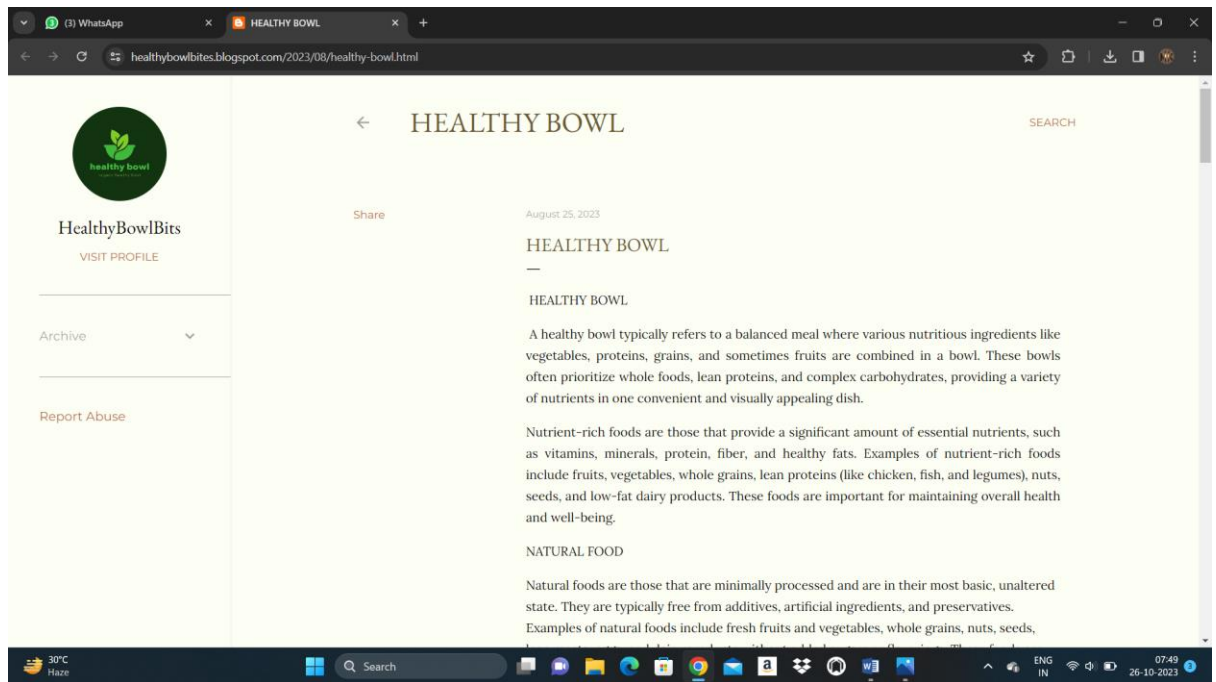 (3) WhatsApp
HEALTHY BOWL
healthybowlbites.blogspot.com/2023/08/healthy-bowl.html
healthy bowl
HealthyBowlBits
VISIT PROFILE
Archive
Report Abuse
HEALTHY BOWL
SEARCH
Share
August 25, 2023
HEALTHY BOWL
HEALTHY BOWL
A healthy bowl typically refers to a balanced meal where various nutritious ingredients like
vegetables, proteins, grains, and sometimes fruits are combined in a bowl. These bowls
often prioritize whole foods, lean proteins, and complex carbohydrates, providing a variety
of nutrients in one convenient and visually appealing dish.
Nutrient-rich foods are those that provide a significant amount of essential nutrients, such
as vitamins, minerals, protein, fiber, and healthy fats. Examples of nutrient-rich foods
include fruits, vegetables, whole grains, lean proteins (like chicken, fish, and legumes), nuts,
seeds, and low-fat dairy products. These foods are important for maintaining overall health
and well-being.
NATURAL FOOD
Natural foods are those that are minimally processed and are in their most basic, unaltered
state. They are typically free from additives, artificial ingredients, and preservatives.
Examples of natural foods include fresh fruits and vegetables, whole grains, nuts, seeds,
30°C
Haze
Search
ENG
IN
07:49
26-10-2023